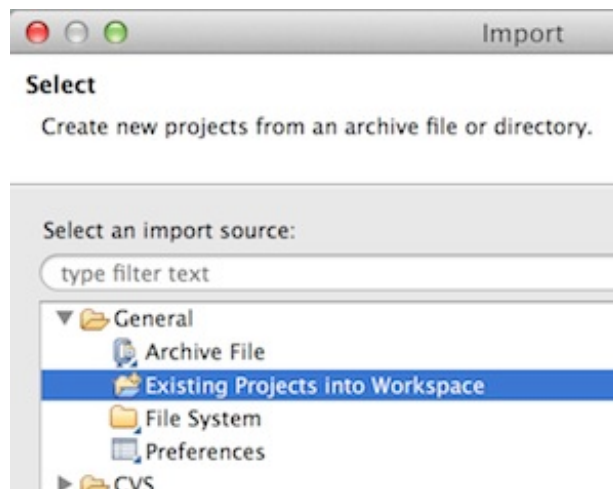 Import
Select
Create new projects from an archive file or directory.
Select an import source:
type filter text
General
Archive File
Existing Projects into Workspace
File System
Preferences
CVS